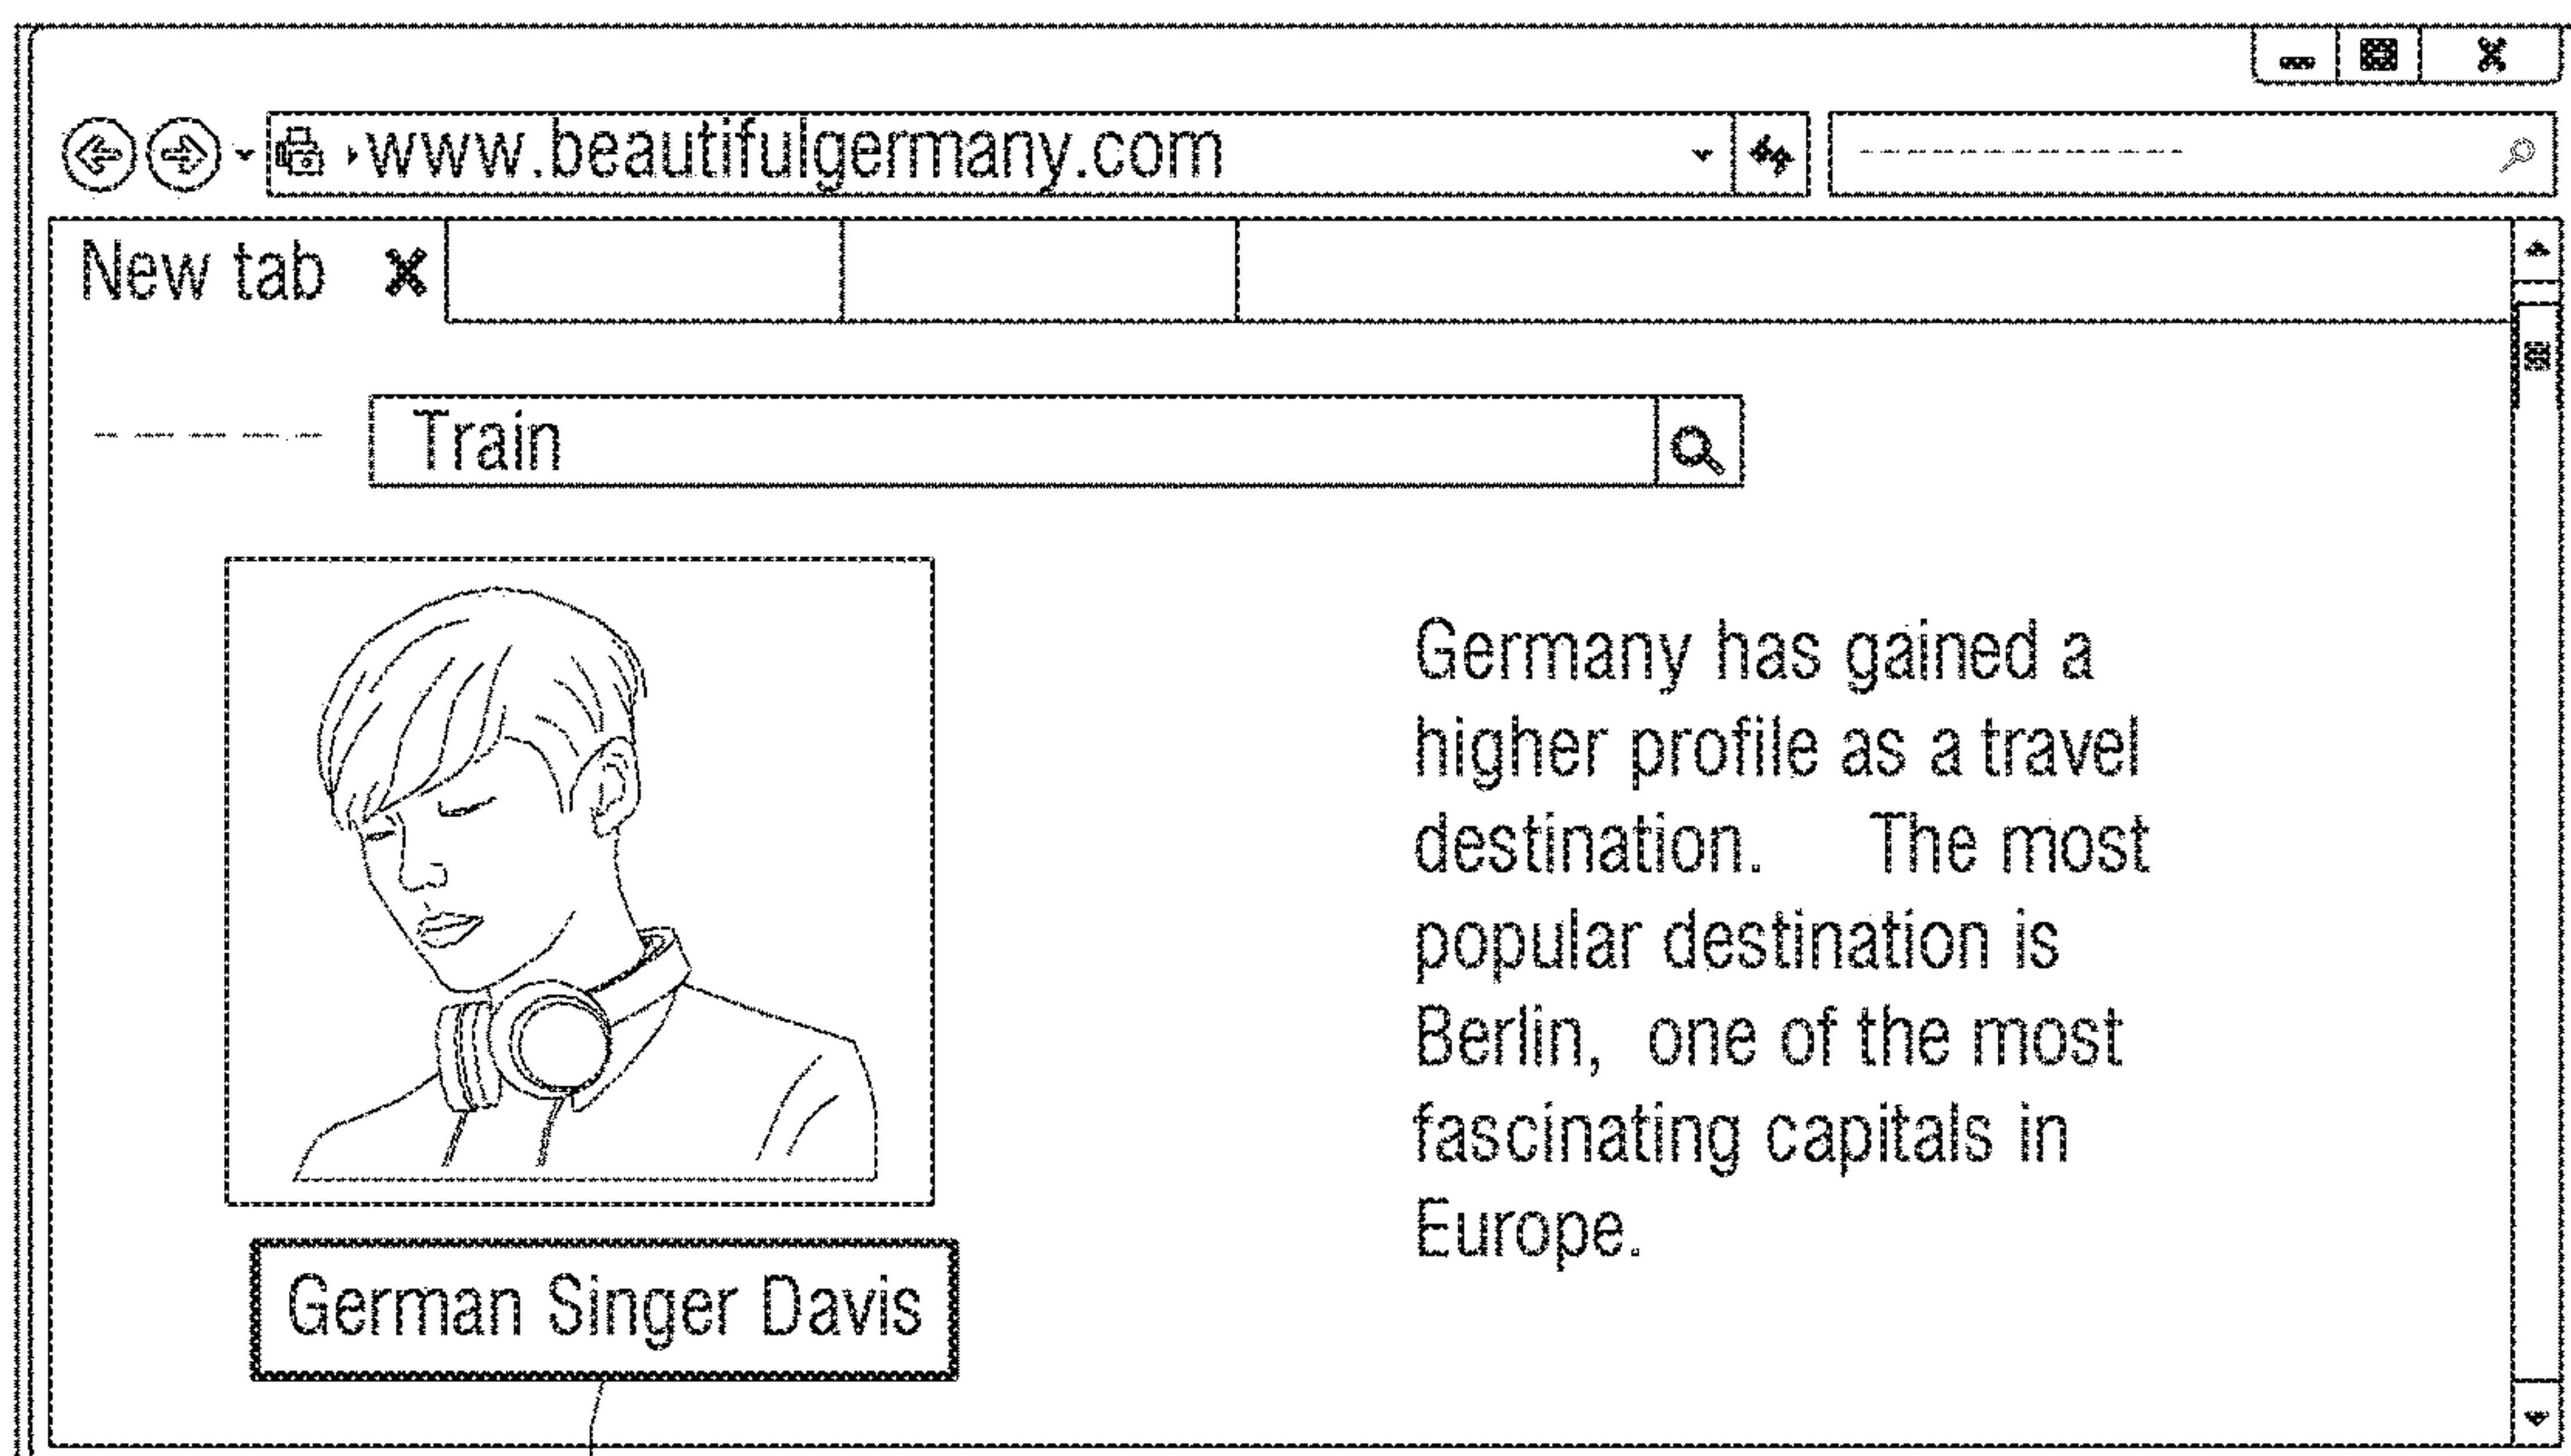 www.beautifulgermany.com
New tab
Train
Germany has gained a
higher profile as a travel
destination. The most
popular destination is
Berlin, one of the most
fascinating capitals in
Europe.
German Singer Davis